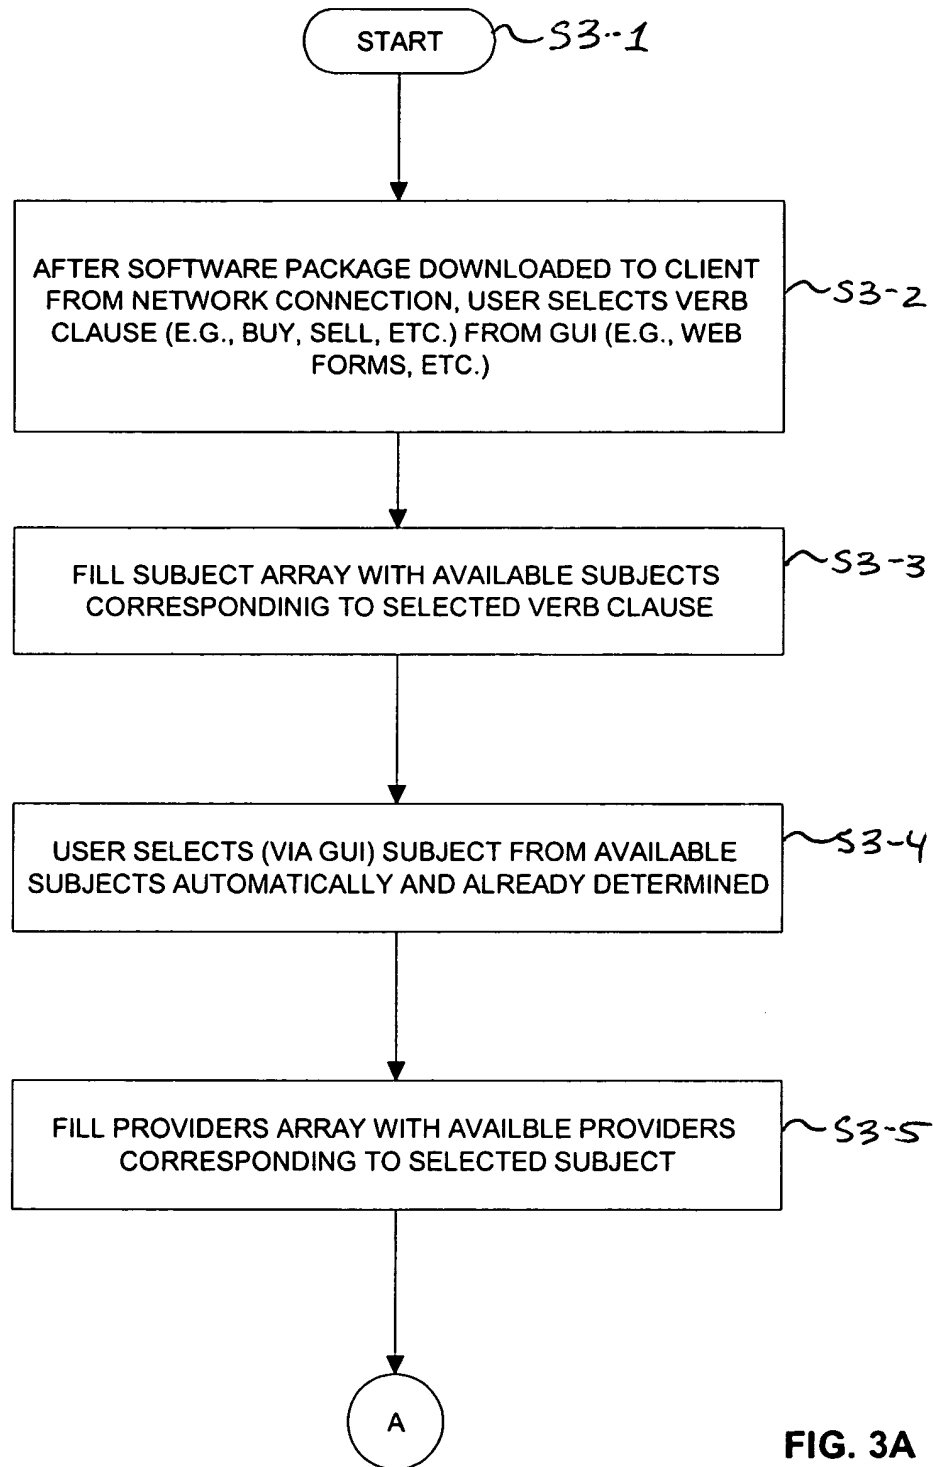 START
S3-1
AFTER SOFTWARE PACKAGE DOWNLOADED TO CLIENT
FROM NETWORK CONNECTION, USER SELECTS VERB
CLAUSE (E.G., BUY, SELL, ETC.) FROM GUI (E.G., WEB
FORMS, ETC.)
S3-2
FILL SUBJECT ARRAY WITH AVAILABLE SUBJECTS
CORRESPONDINIG TO SELECTED VERB CLAUSE
S3-3
USER SELECTS (VIA GUI) SUBJECT FROM AVAILABLE
SUBJECTS AUTOMATICALLY AND ALREADY DETERMINED
S3-4
FILL PROVIDERS ARRAY WITH AVAILBLE PROVIDERS
CORRESPONDING TO SELECTED SUBJECT
S3-5
A
FIG. 3A